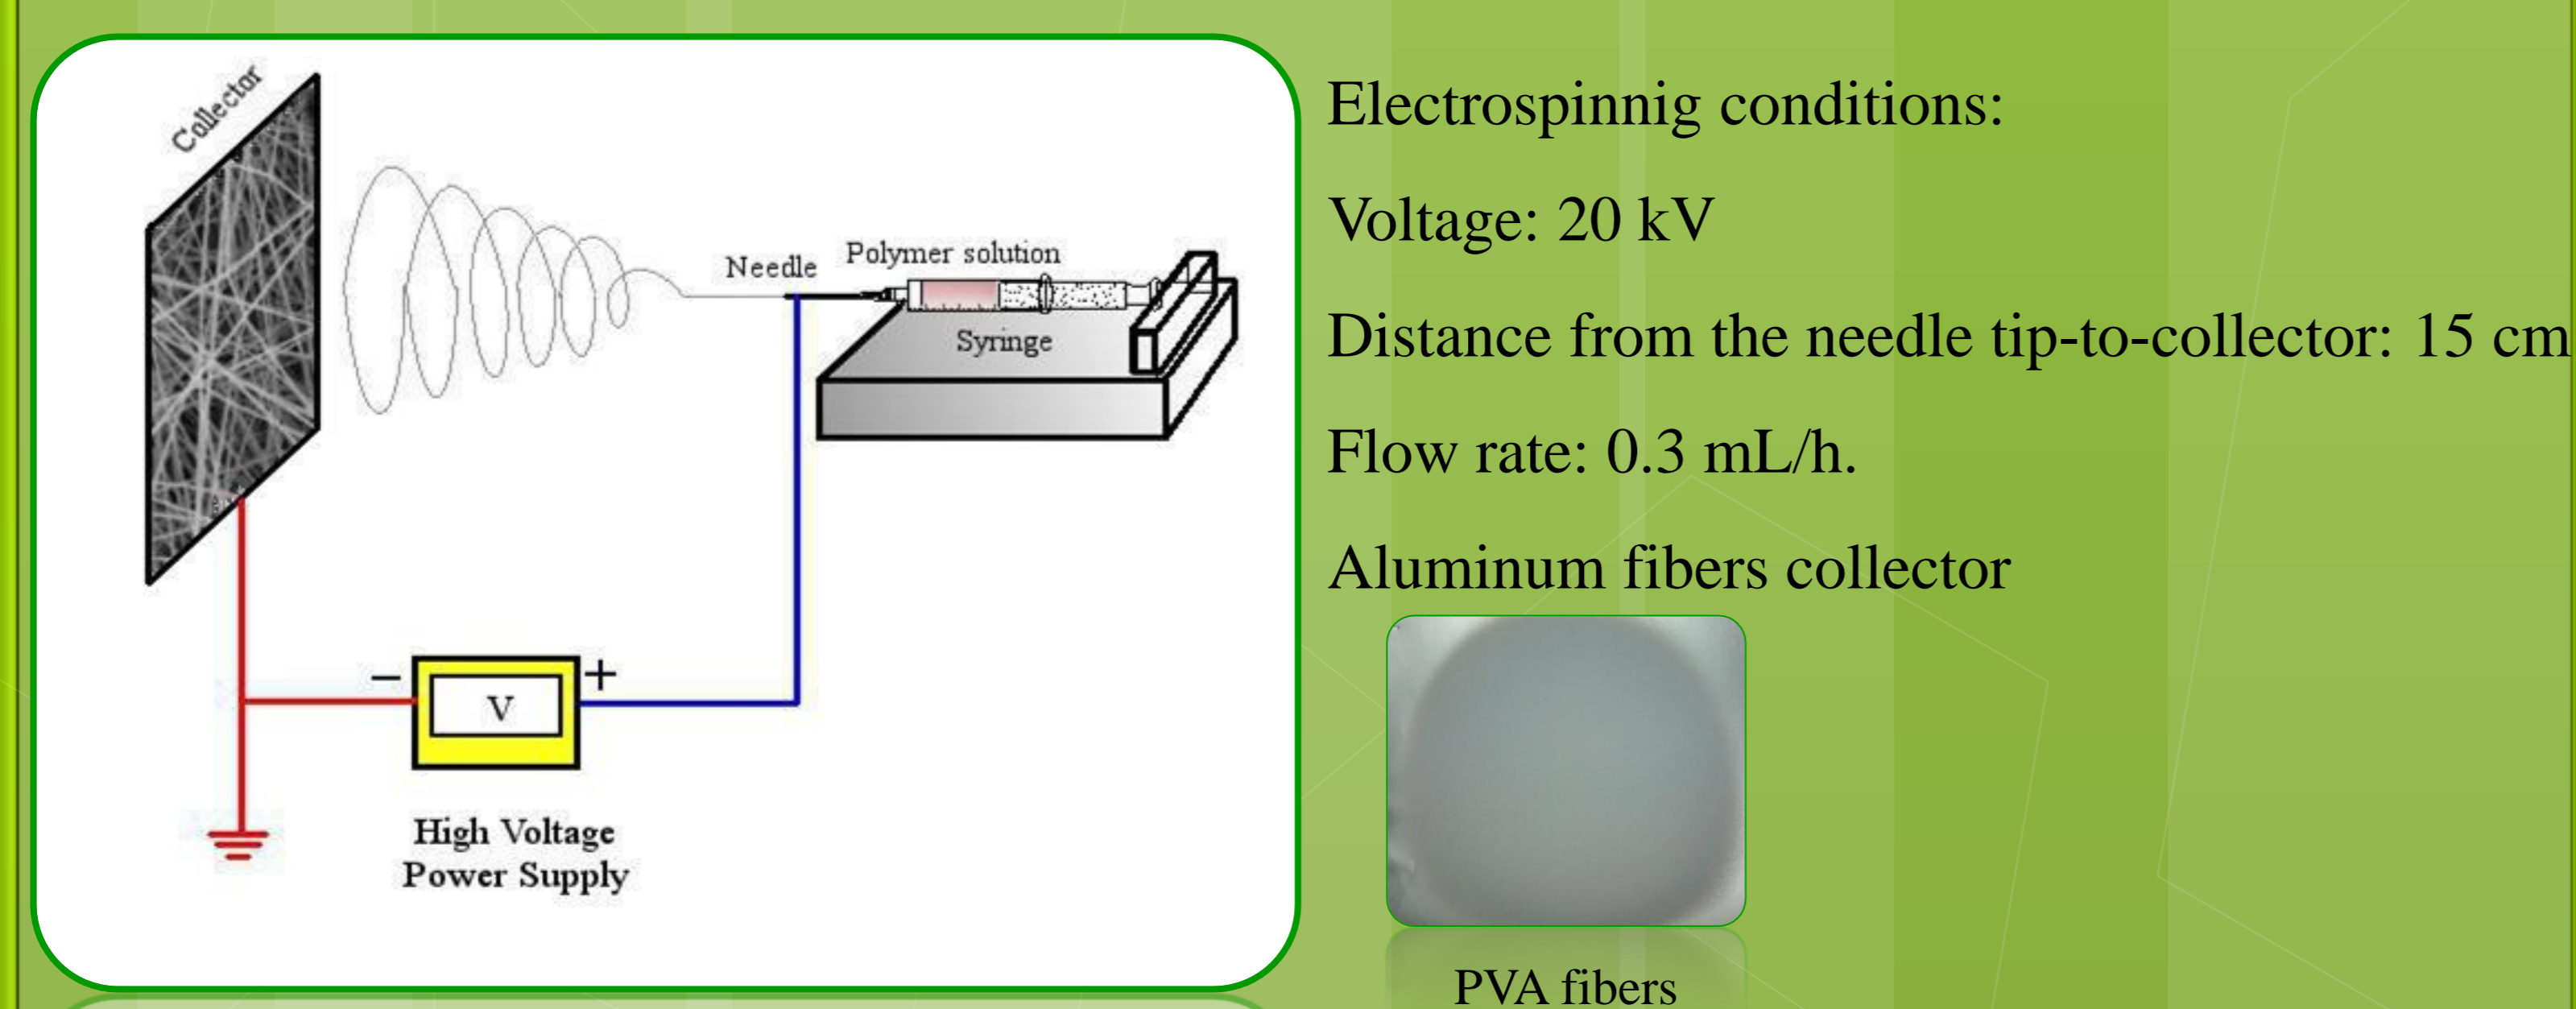 Collector
Needle
Polymer solution
Syringe
−
+
V
High Voltage
Power Supply
Electrospinnig conditions:
Voltage: 20 kV
Distance from the needle tip-to-collector: 15 cm
Flow rate: 0.3 mL/h.
Aluminum fibers collector
PVA fibers